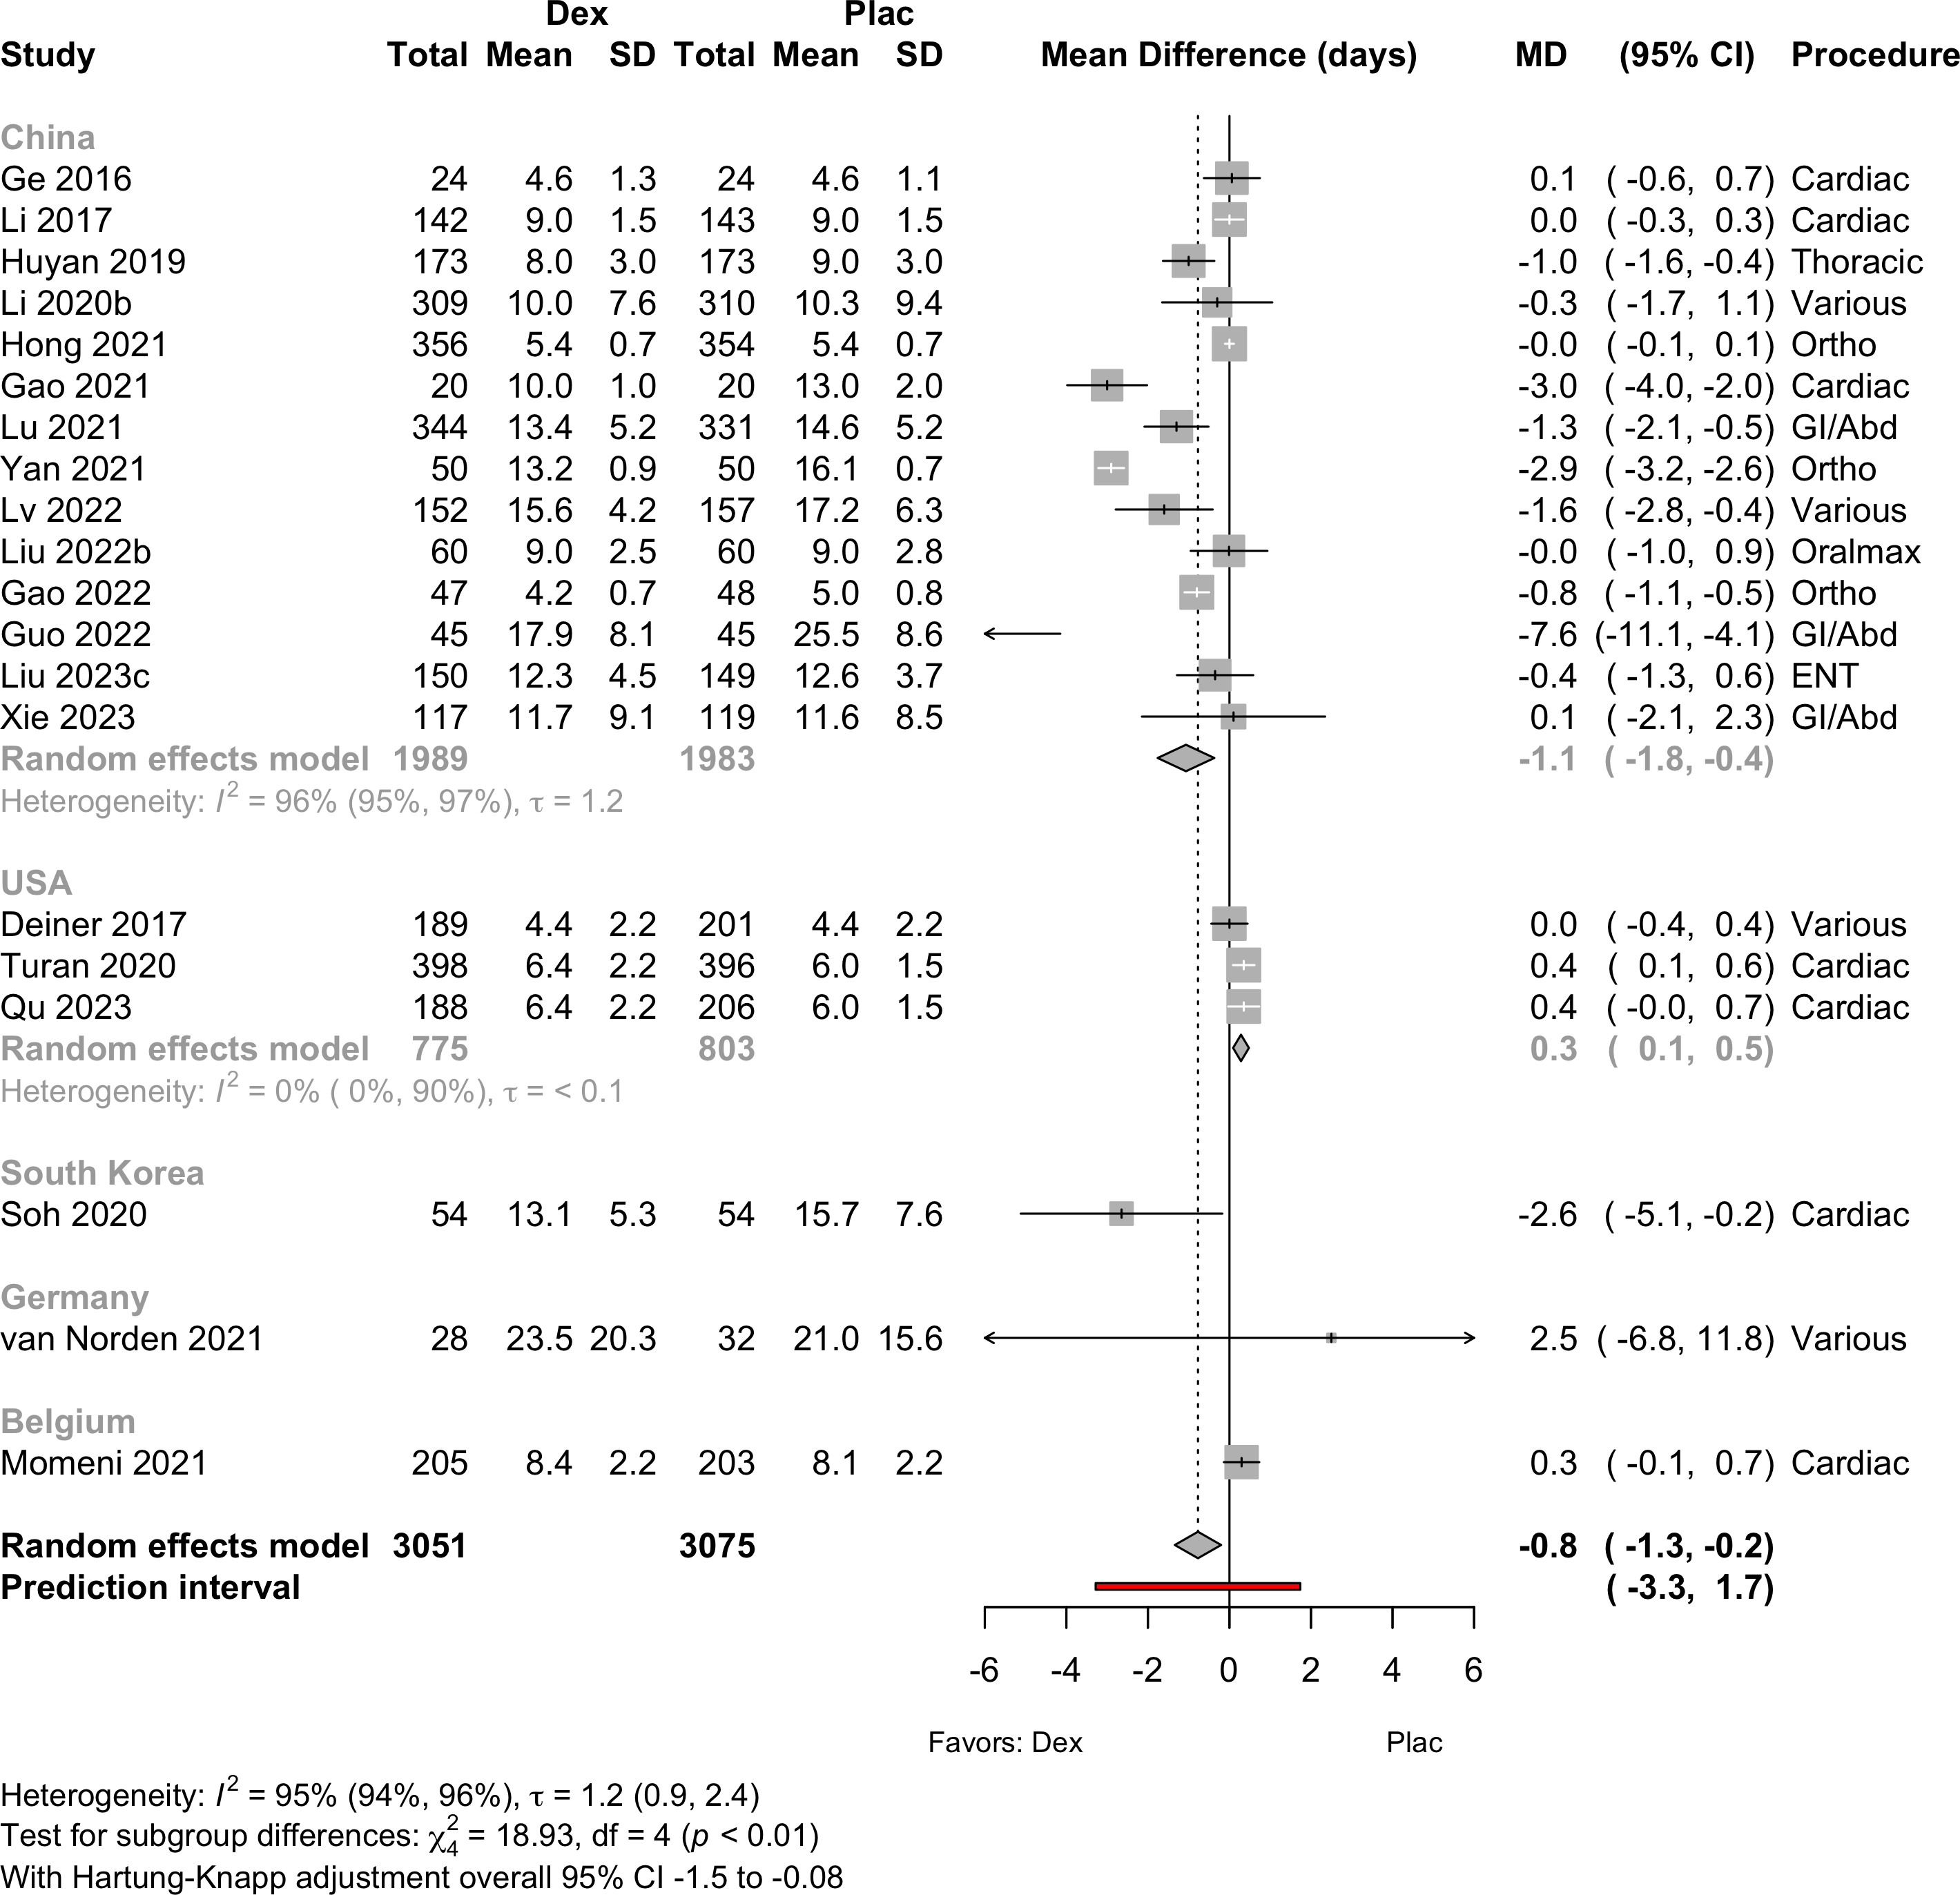 Dex Plac
Study Total Mean SD Total Mean SD Mean Difference (days) MD (95% CI) Procedure
China
Ge 2016 24 4.6 1.3 24 4.6 1.1 0.1 ( -0.6, 0.7) Cardiac
Li 2017 142 9.0 1.5 143 9.0 1.5 0.0 ( -0.3, 0.3) Cardiac
Huyan 2019 173 8.0 3.0 173 9.0 3.0 -1.0 ( -1.6, -0.4) Thoracic
Li 2020b 309 10.0 7.6 310 10.3 9.4 -0.3 ( -1.7, 1.1) Various
Hong 2021 356 5.4 0.7 354 5.4 0.7 -0.0 ( -0.1, 0.1) Ortho
Gao 2021 20 10.0 1.0 20 13.0 2.0 -3.0 ( -4.0, -2.0) Cardiac
Lu 2021 344 13.4 5.2 331 14.6 5.2 -1.3 ( -2.1, -0.5) GI/Abd
Yan 2021 50 13.2 0.9 50 16.1 0.7 -2.9 ( -3.2, -2.6) Ortho
Lv 2022 152 15.6 4.2 157 17.2 6.3 -1.6 ( -2.8, -0.4) Various
Liu 2022b 60 9.0 2.5 60 9.0 2.8 -0.0 ( -1.0, 0.9) Oralmax
Gao 2022 47 4.2 0.7 48 5.0 0.8 -0.8 ( -1.1, -0.5) Ortho
Guo 2022 45 17.9 8.1 45 25.5 8.6 -7.6 (-11.1, -4.1) GI/Abd
Liu 2023c 150 12.3 4.5 149 12.6 3.7 -0.4 ( -1.3, 0.6) ENT
Xie 2023 117 11.7 9.1 119 11.6 8.5 0.1 ( -2.1, 2.3) GI/Abd
Random effects model 1989 1983 -1.1 ( -1.8, -0.4)
Heterogeneity: I² = 96% (95%, 97%), τ = 1.2
USA
Deiner 2017 189 4.4 2.2 201 4.4 2.2 0.0 ( -0.4, 0.4) Various
Turan 2020 398 6.4 2.2 396 6.0 1.5 0.4 ( 0.1, 0.6) Cardiac
Qu 2023 188 6.4 2.2 206 6.0 1.5 0.4 ( -0.0, 0.7) Cardiac
Random effects model 775 803 0.3 ( 0.1, 0.5)
Heterogeneity: I² = 0% ( 0%, 90%), τ = < 0.1
South Korea
Soh 2020 54 13.1 5.3 54 15.7 7.6 -2.6 ( -5.1, -0.2) Cardiac
Germany
van Norden 2021 28 23.5 20.3 32 21.0 15.6 2.5 ( -6.8, 11.8) Various
Belgium
Momeni 2021 205 8.4 2.2 203 8.1 2.2 0.3 ( -0.1, 0.7) Cardiac
Random effects model 3051 3075 -0.8 ( -1.3, -0.2)
Prediction interval ( -3.3, 1.7)
-6 -4 -2 0 2 4 6
Favors: Dex Plac
Heterogeneity: I² = 95% (94%, 96%), τ = 1.2 (0.9, 2.4)
Test for subgroup differences: χ²₄ = 18.93, df = 4 (p < 0.01)
With Hartung-Knapp adjustment overall 95% CI -1.5 to -0.08